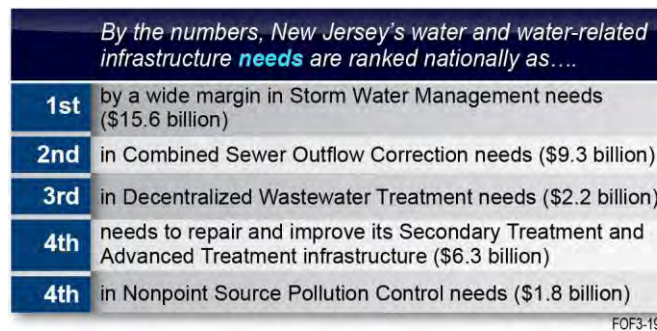 By the numbers, New Jersey's water and water-related
infrastructure needs are ranked nationally as....
1st
by a wide margin in Storm Water Management needs
($15.6 billion)
2nd
in Combined Sewer Outflow Correction needs ($9.3 billion)
3rd
in Decentralized Wastewater Treatment needs ($2.2 billion)
4th
needs to repair and improve its Secondary Treatment and
Advanced Treatment infrastructure ($6.3 billion)
4th
in Nonpoint Source Pollution Control needs ($1.8 billion)
FOF3-19